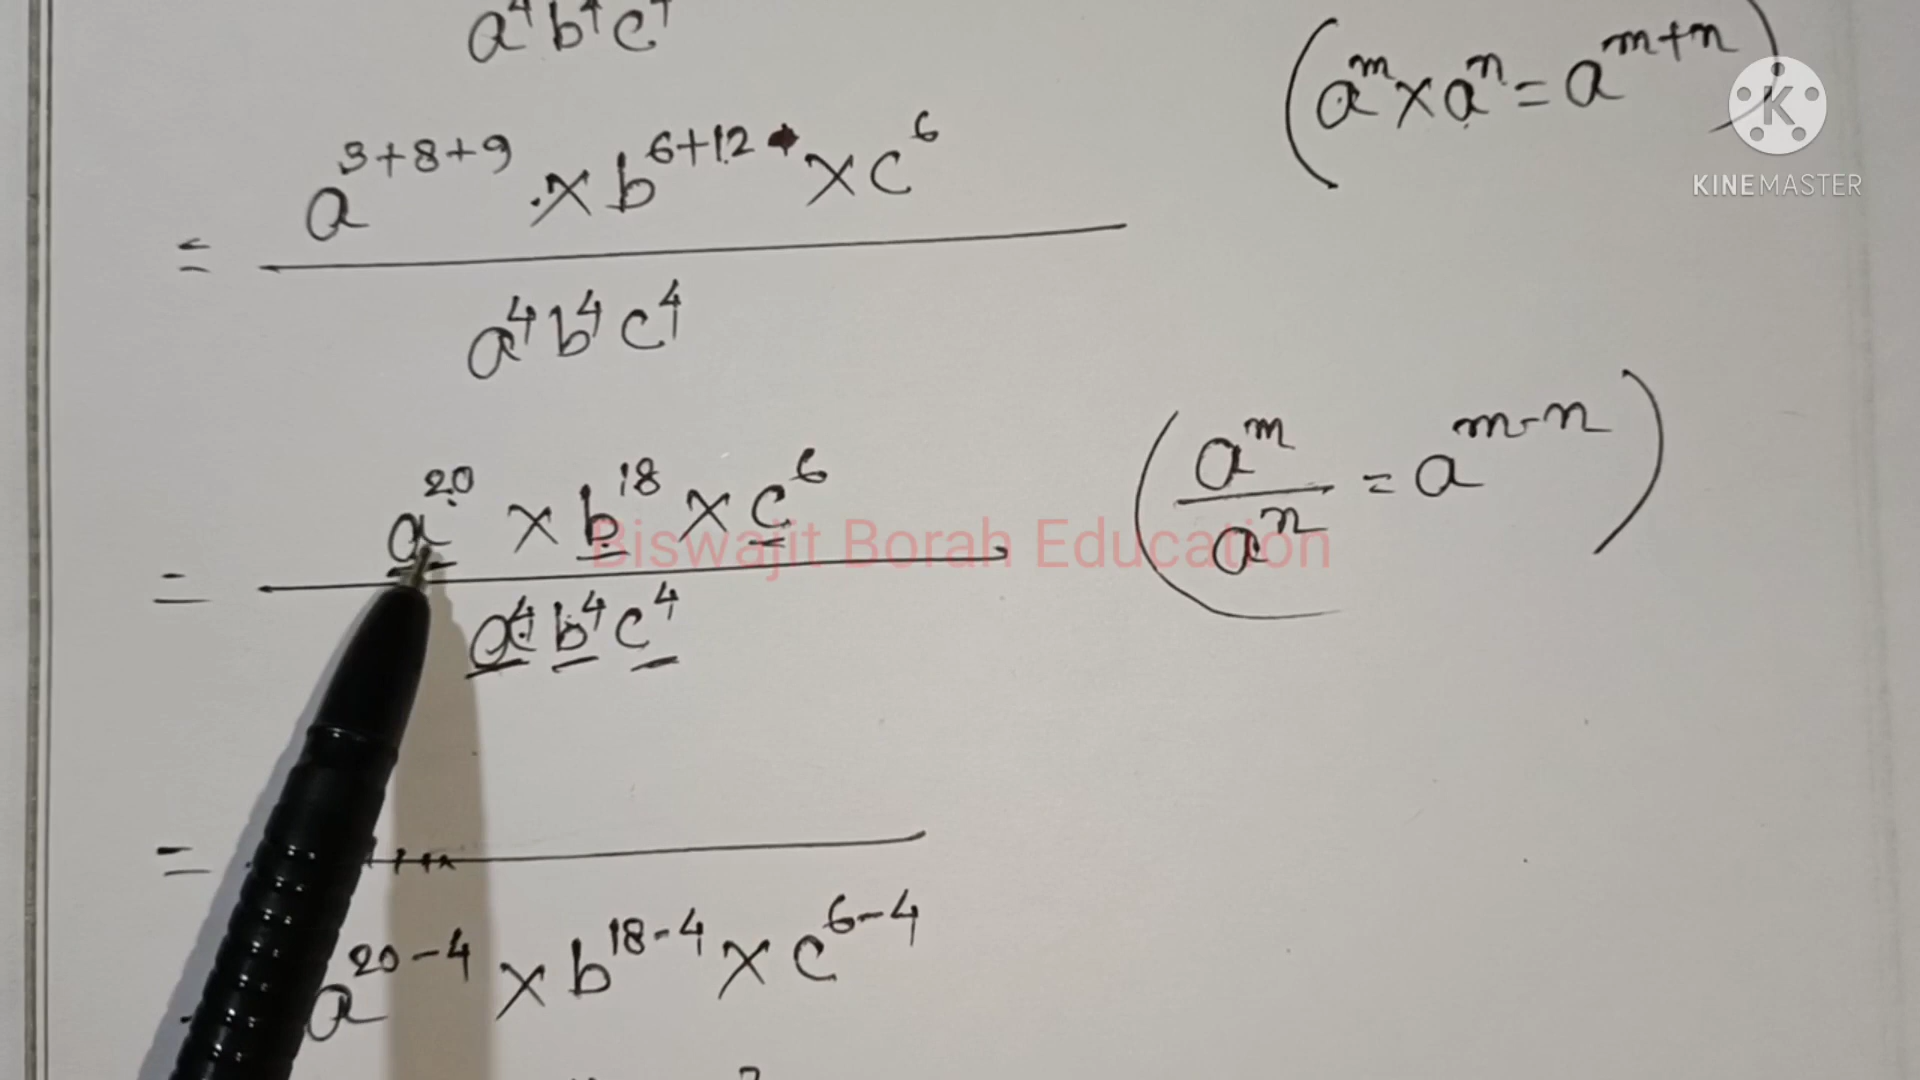 a⁴b⁴c⁴
(aᵐ×aⁿ=aᵐ⁺ⁿ)
KINEMASTER
= a³⁺⁸⁺⁹ × b⁶⁺¹² × c⁶
a⁴b⁴c⁴
= a²⁰ × b¹⁸ × c⁶
a⁴b⁴c⁴
(aᵐ/aⁿ = aᵐ⁻ⁿ)
Biswajit Borah Education
=
a²⁰⁻⁴ × b¹⁸⁻⁴ × c⁶⁻⁴